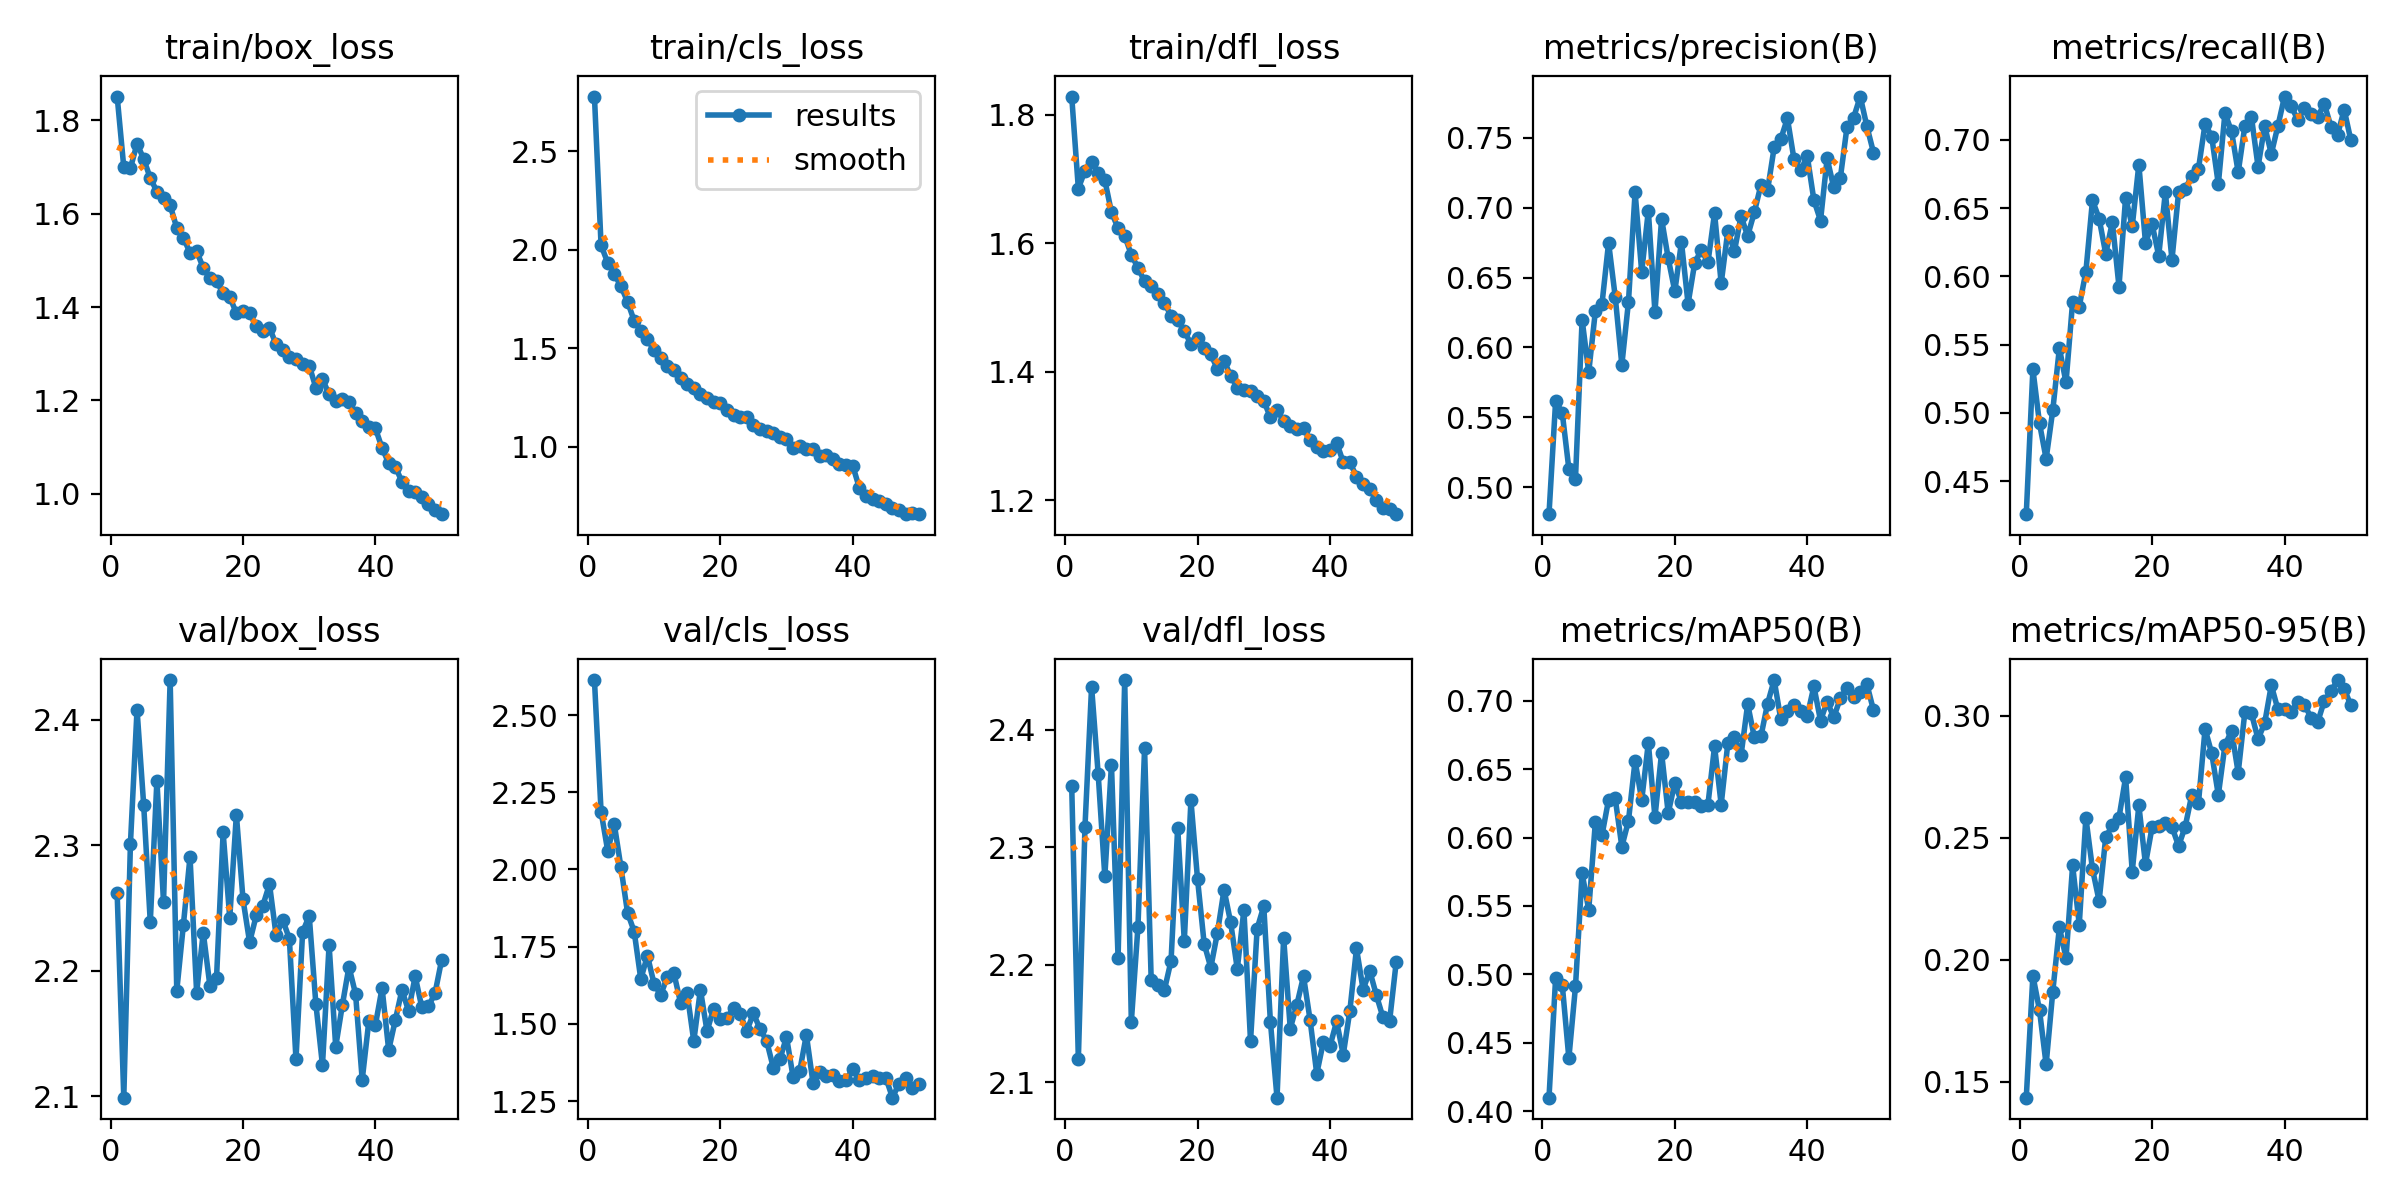 train/box_loss
1.8
1.6
1.4
1.2
1.0
0 20 40
train/cls_loss
results
smooth
2.5
2.0
1.5
1.0
0 20 40
train/dfl_loss
1.8
1.6
1.4
1.2
0 20 40
metrics/precision(B)
0.75
0.70
0.65
0.60
0.55
0.50
0 20 40
metrics/recall(B)
0.70
0.65
0.60
0.55
0.50
0.45
0 20 40
val/box_loss
2.4
2.3
2.2
2.1
0 20 40
val/cls_loss
2.50
2.25
2.00
1.75
1.50
1.25
0 20 40
val/dfl_loss
2.4
2.3
2.2
2.1
0 20 40
metrics/mAP50(B)
0.70
0.65
0.60
0.55
0.50
0.45
0.40
0 20 40
metrics/mAP50-95(B)
0.30
0.25
0.20
0.15
0 20 40